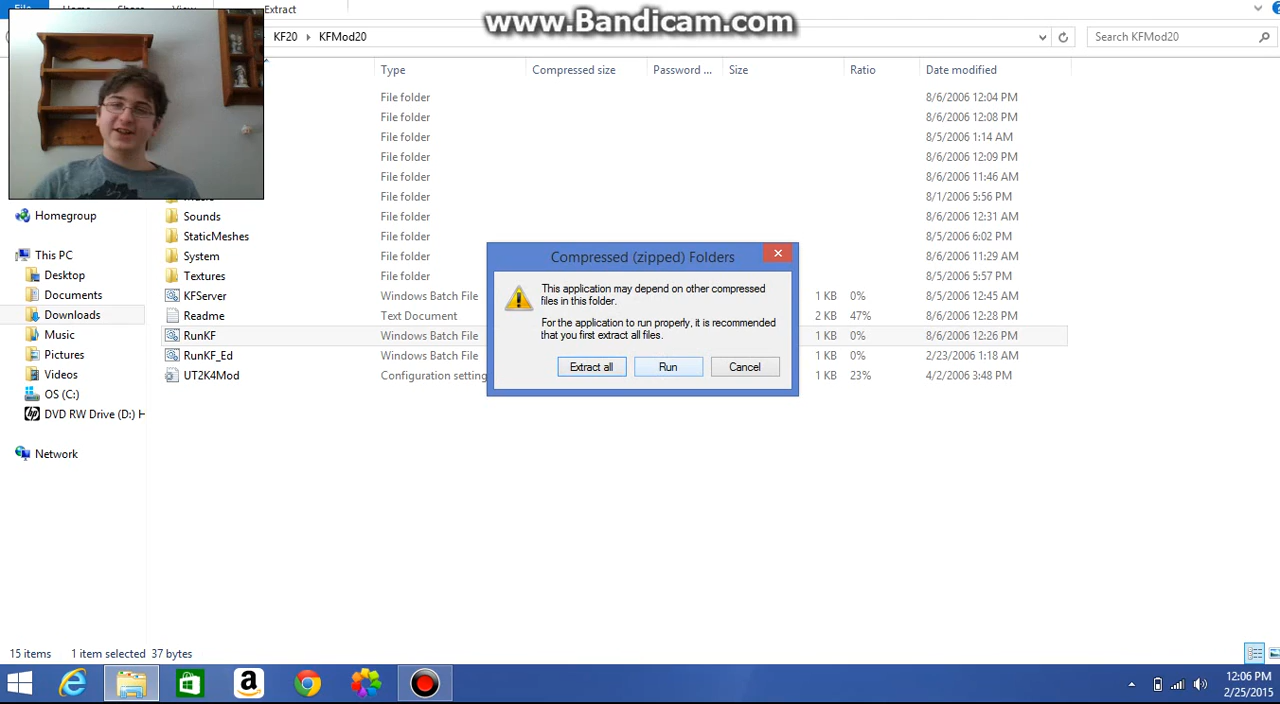 www.Bandicam.com
Extract
KF20 KFMod20 Search KFMod20
Type Compressed size Password ... Size Ratio Date modified
File folder 8/6/2006 12:04 PM
File folder 8/6/2006 12:08 PM
File folder 8/5/2006 1:14 AM
File folder 8/6/2006 12:09 PM
File folder 8/6/2006 11:46 AM
File folder 8/1/2006 5:56 PM
Homegroup Sounds File folder 8/6/2006 12:31 AM
StaticMeshes File folder 8/5/2006 6:02 PM
This PC System File folder 8/6/2006 11:29 AM
Desktop Textures File folder 8/5/2006 5:57 PM
Documents KFServer Windows Batch File 1 KB 0% 8/5/2006 12:45 AM
Downloads Readme Text Document 2 KB 47% 8/6/2006 12:28 PM
Music RunKF Windows Batch File 1 KB 0% 8/6/2006 12:26 PM
Pictures RunKF_Ed Windows Batch File 1 KB 0% 2/23/2006 1:18 AM
Videos UT2K4Mod Configuration setting 1 KB 23% 4/2/2006 3:48 PM
OS (C:)
DVD RW Drive (D:) H
Network
Compressed (zipped) Folders
This application may depend on other compressed
files in this folder.
For the application to run properly, it is recommended
that you first extract all files.
Extract all Run Cancel
15 items 1 item selected 37 bytes
12:06 PM
2/25/2015